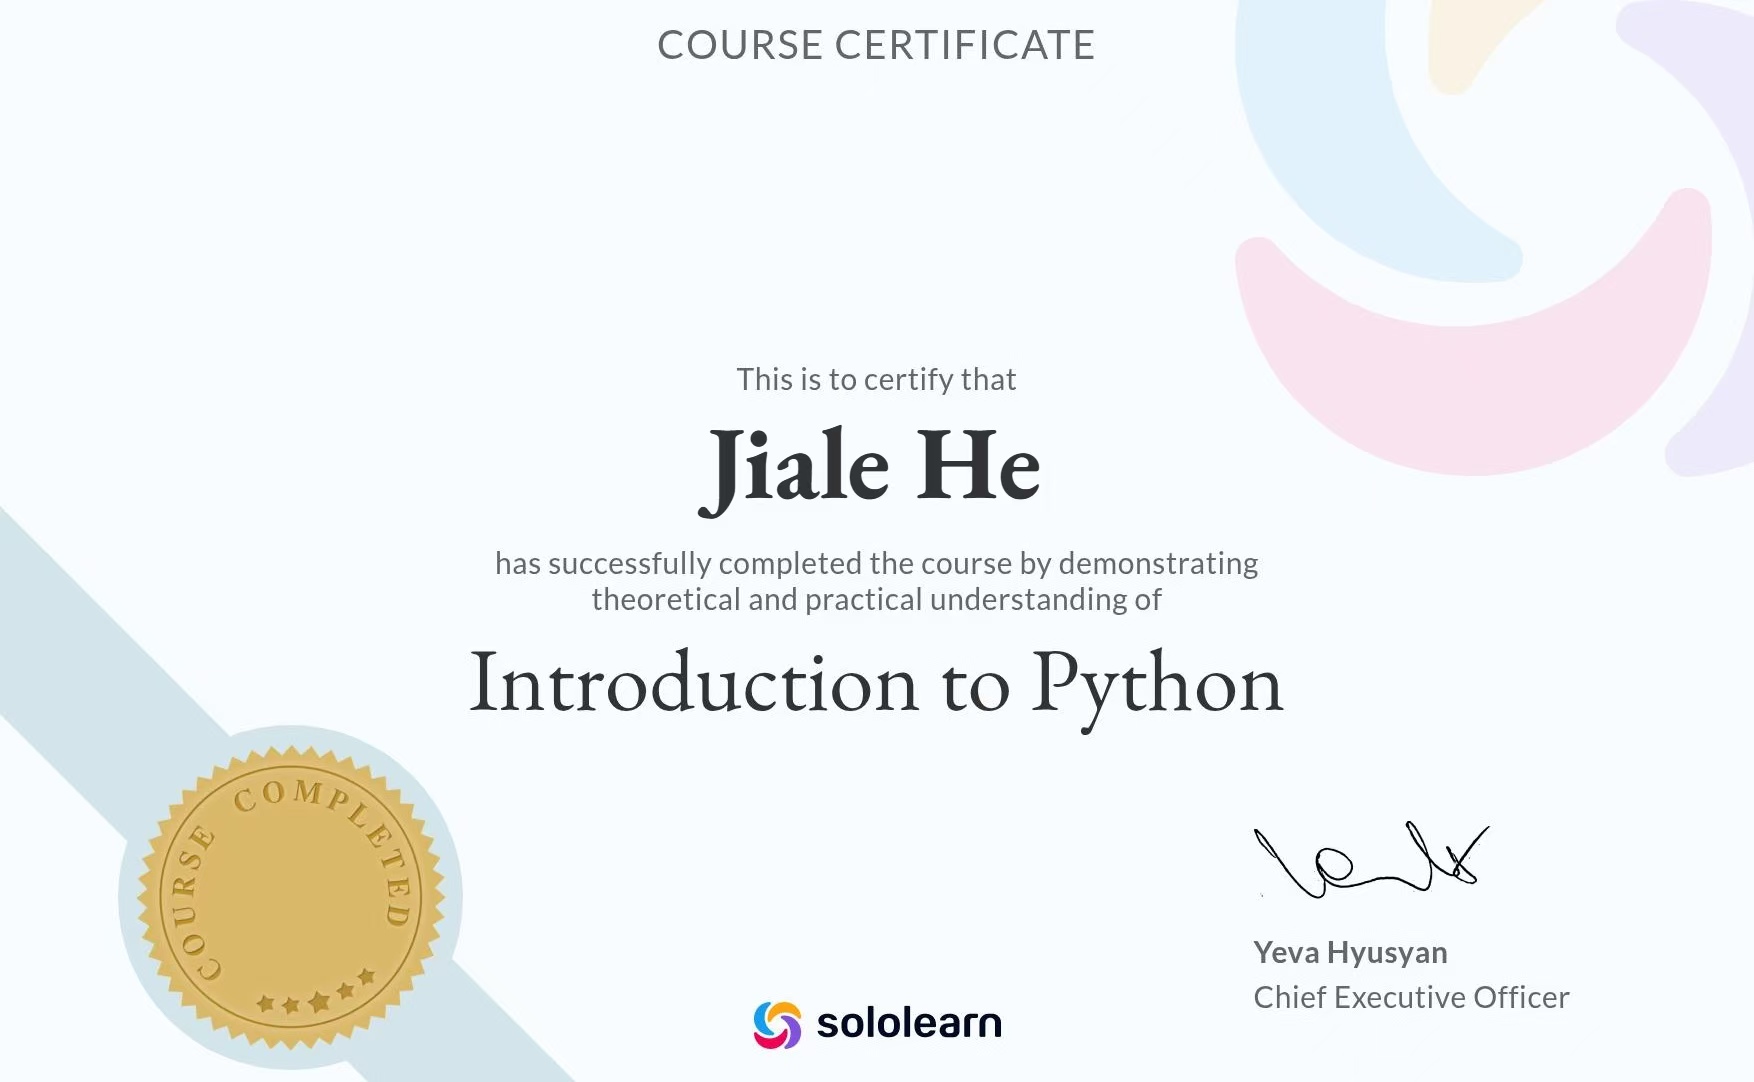 COURSE CERTIFICATE
This is to certify that
Jiale He
has successfully completed the course by demonstrating
theoretical and practical understanding of
Introduction to Python
COURSE COMPLETED
Yeva Hyusyan
Chief Executive Officer
sololearn